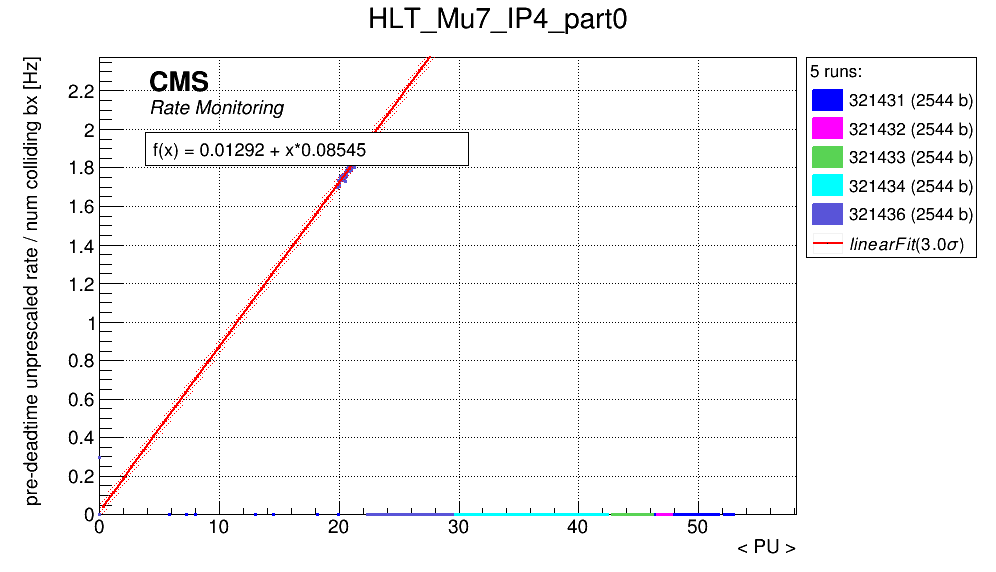 HLT_Mu7_IP4_part0
pre-deadtime unprescaled rate / num colliding bx [Hz]
CMS
Rate Monitoring
f(x) = 0.01292 + x*0.08545
2.2
2
1.8
1.6
1.4
1.2
1
0.8
0.6
0.4
0.2
0
0 10 20 30 40 50
< PU >
5 runs:
321431 (2544 b)
321432 (2544 b)
321433 (2544 b)
321434 (2544 b)
321436 (2544 b)
linearFit(3.0σ)